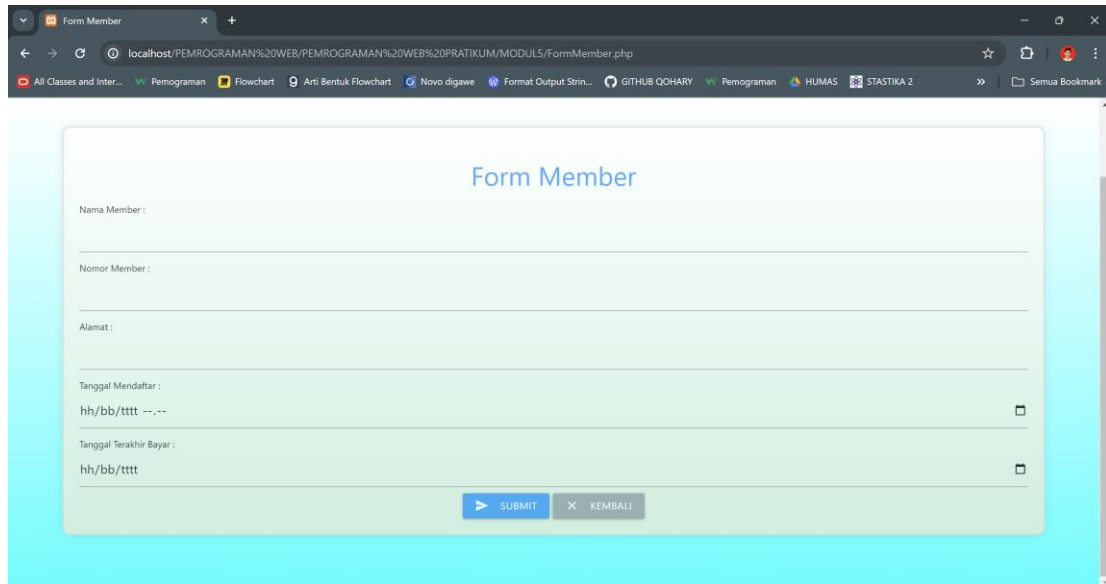 Form Member
localhost/PEMROGRAMAN%20WEB/PEMROGRAMAN%20WEB%20PRATIKUM/MODUL5/FormMember.php
All Classes and Inter... Pemograman Flowchart Arti Bentuk Flowchart Novo digawe Format Output Strin... GITHUB QOHARY Pemograman HUMAS STASTIKA 2 » Semua Bookmark
Form Member
Nama Member :
Nomor Member :
Alamat :
Tanggal Mendaftar :
hh/bb/tttt --.--
Tanggal Terakhir Bayar :
hh/bb/tttt
SUBMIT KEMBALI